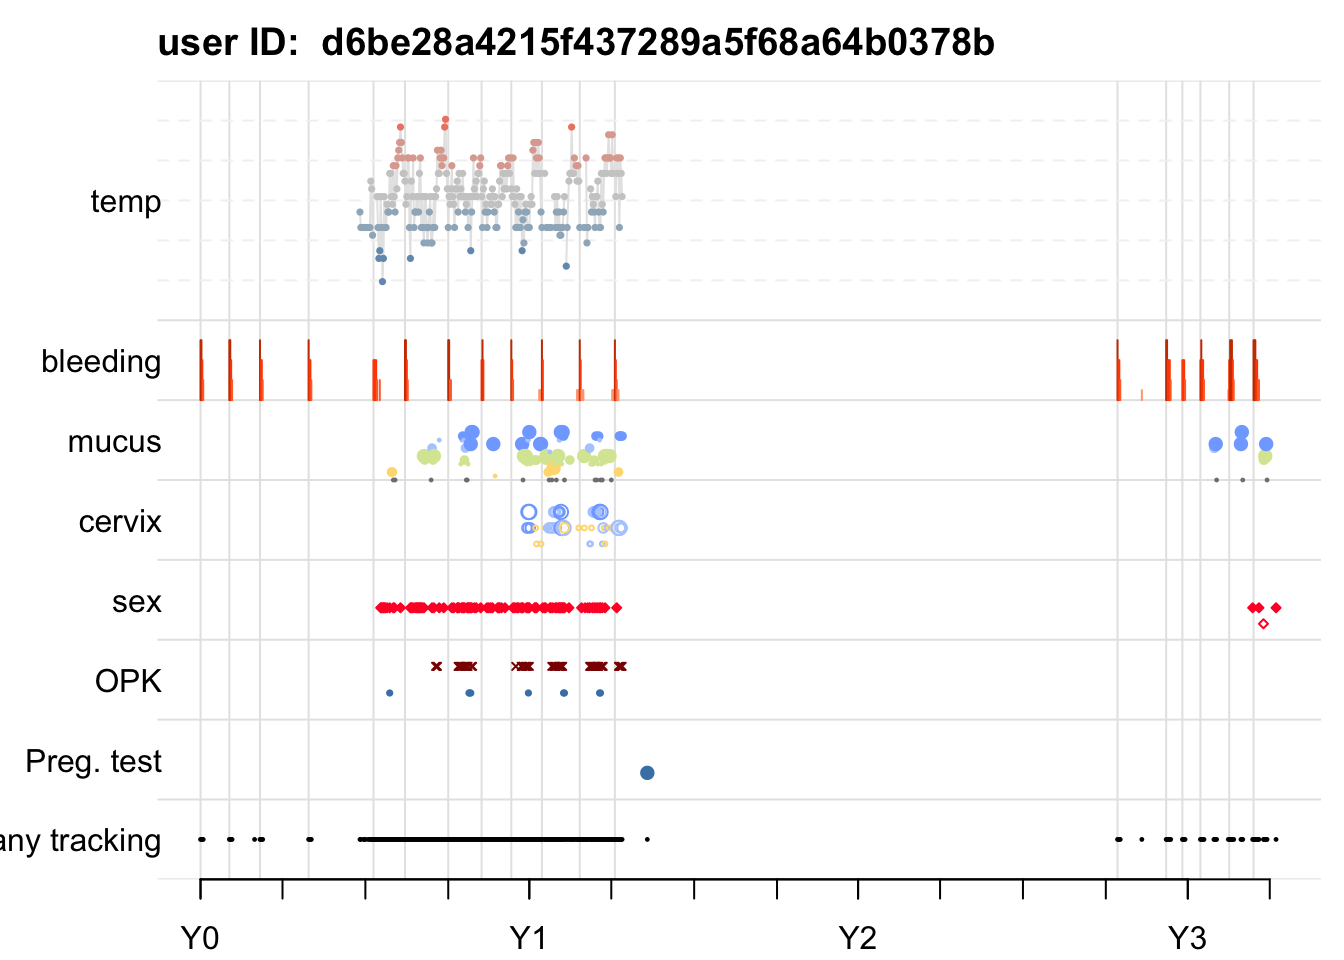 user ID:  d6be28a4215f437289a5f68a64b0378b
temp
bleeding
mucus
cervix
sex
OPK
Preg. test
any tracking
Y0 Y1 Y2 Y3